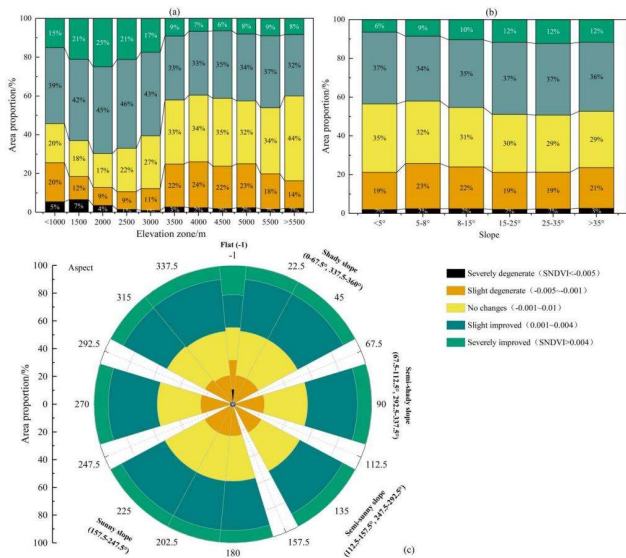 (a)
Area proportion/%
100
80
60
40
20
0
15% 21% 25% 21% 17% 9% 7% 6% 8% 9% 8%
39% 42% 45% 46% 43% 33% 33% 35% 34% 37% 32%
20% 18% 17% 22% 27% 33% 34% 35% 32% 34% 44%
20% 12% 9% 9% 11% 22% 24% 22% 23% 18% 14%
5% 7% 4%
<1000 1500 2000 2500 3000 3500 4000 4500 5000 5500 >5500
Elevation zone/m
(b)
Area proportion/%
100
80
60
40
20
0
6% 9% 10% 12% 12% 12%
37% 34% 35% 37% 37% 36%
35% 32% 31% 30% 29% 29%
19% 23% 22% 19% 19% 21%
<5° 5-8° 8-15° 15-25° 25-35° >35°
Slope
Flat (-1)
-1
Aspect
Area proportion/%
100
80
60
40
20
0
20
40
60
80
100
22.5
45
67.5
90
112.5
135
157.5
180
202.5
225
247.5
270
292.5
315
337.5
Shady slope
(0-67.5°, 337.5-360°)
Semi-shady slope
(67.5-112.5°, 292.5-337.5°)
Semi-sunny slope
(112.5-157.5°, 247.5-292.5°)
Sunny slope
(157.5-247.5°)
(c)
Severely degenerate (SNDVI<-0.005)
Slight degenerate (-0.005~-0.001)
No changes (-0.001~0.01)
Slight improved (0.001~0.004)
Severely improved (SNDVI>0.004)